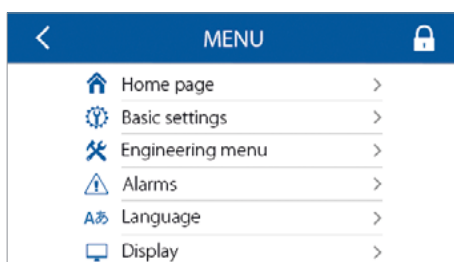 MENU
Home page
Basic settings
Engineering menu
Alarms
Aあ Language
Display